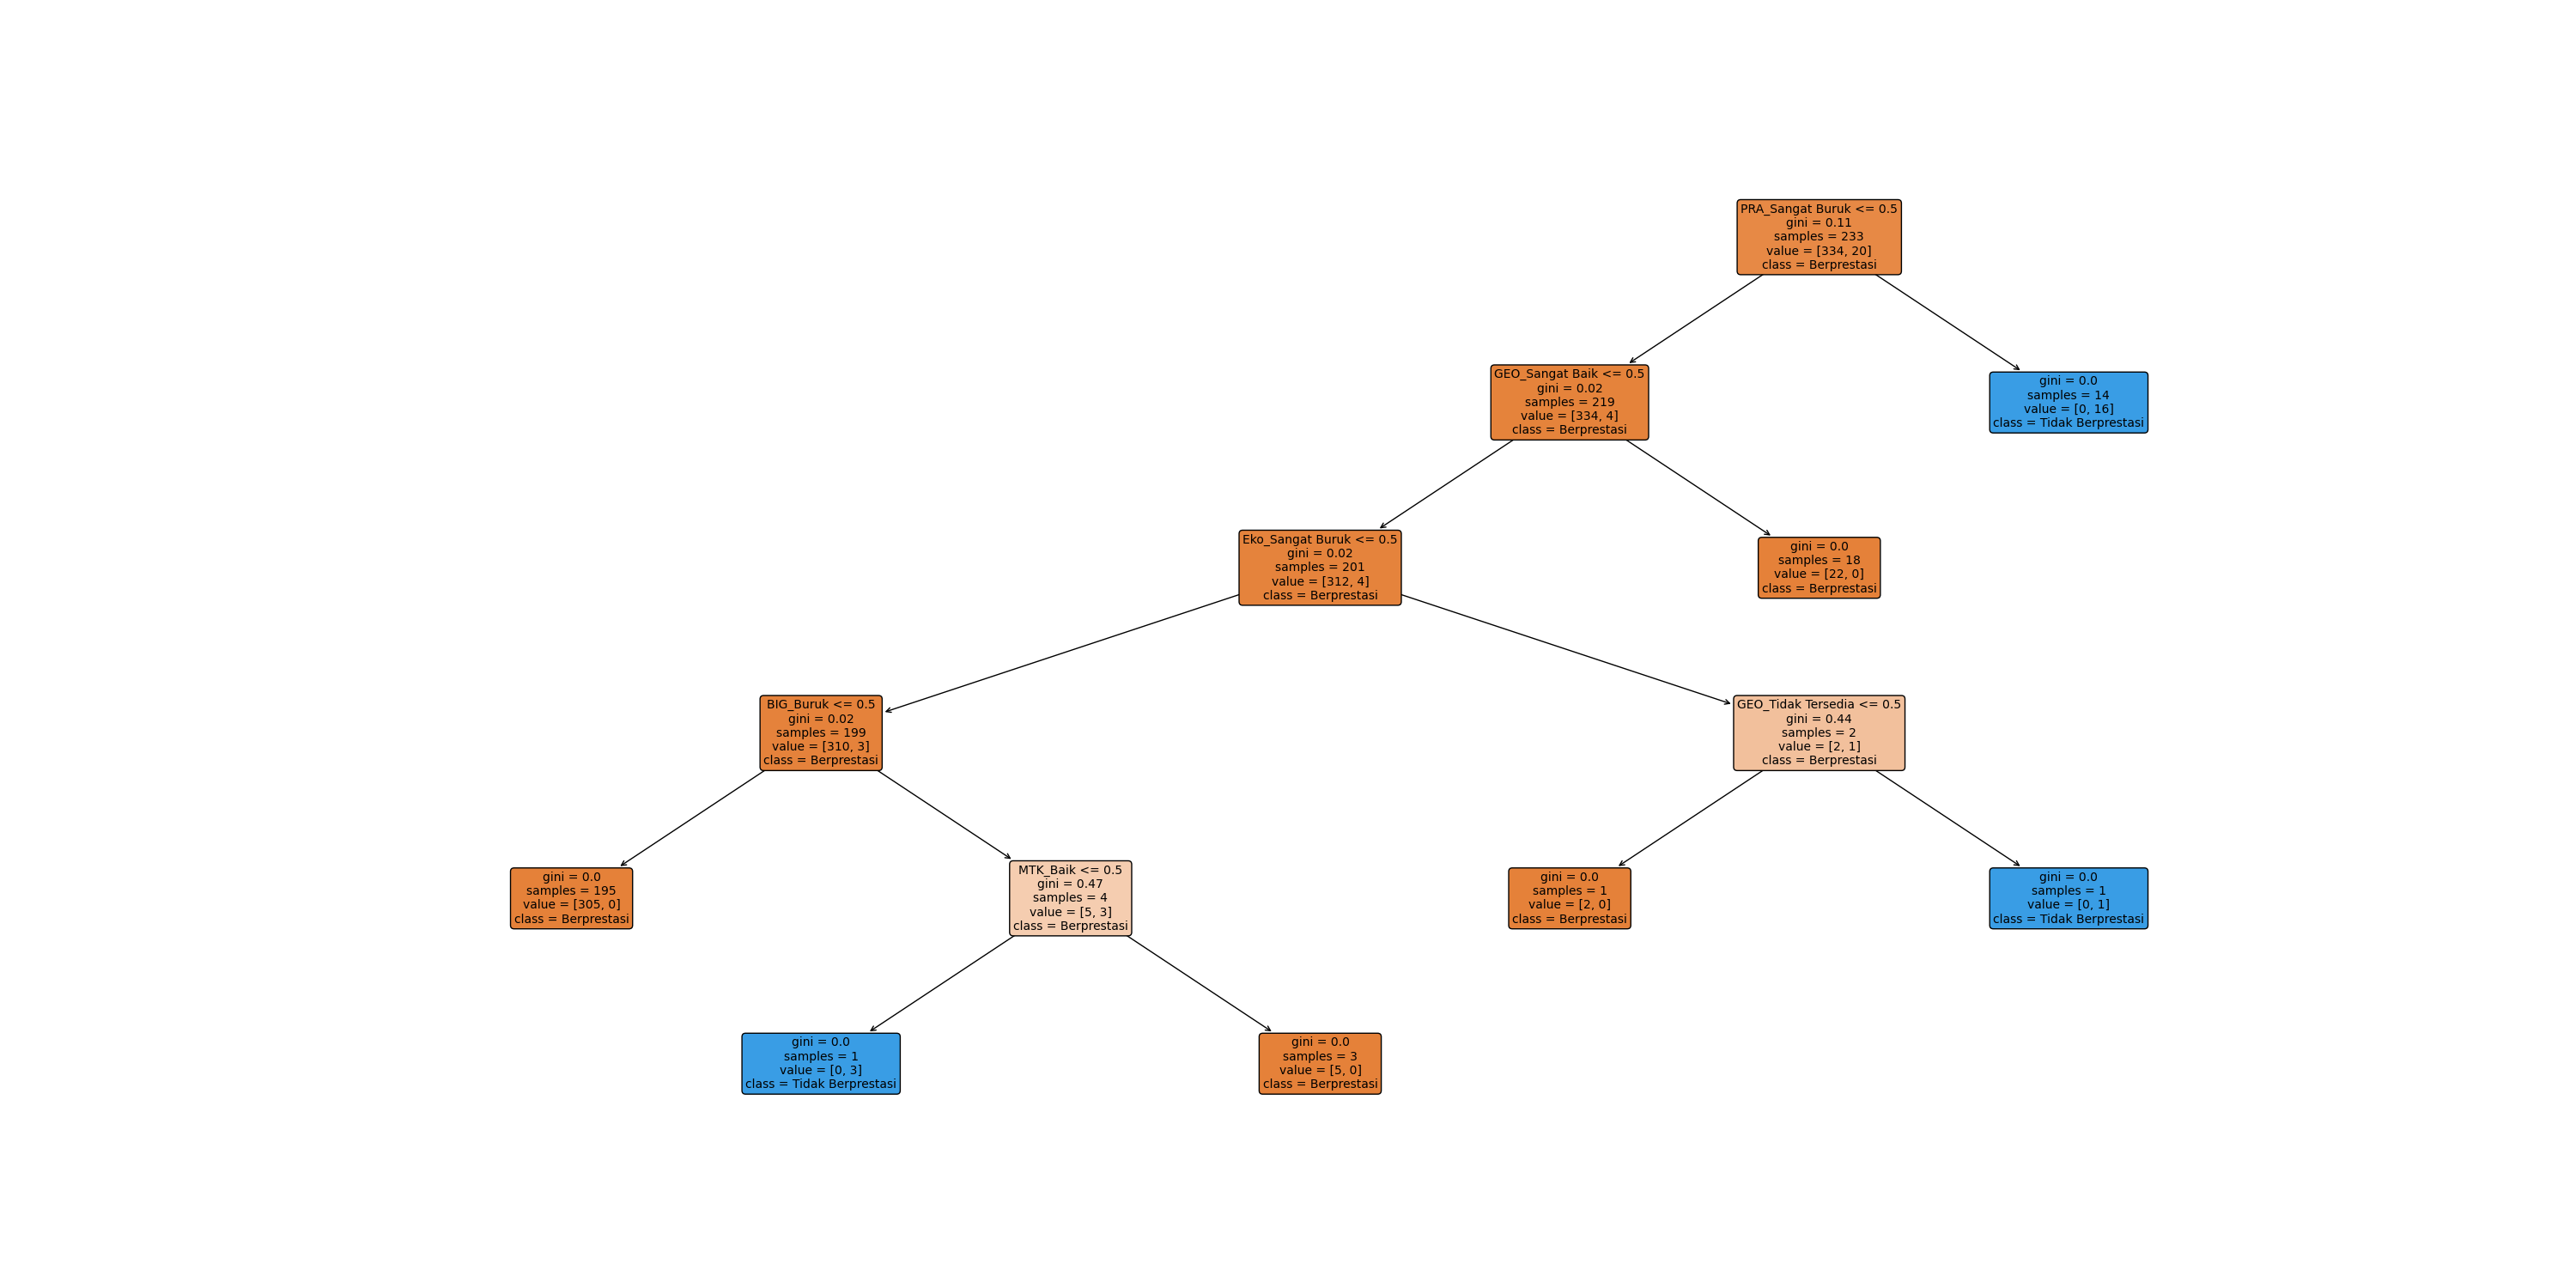 PRA_Sangat Buruk <= 0.5
gini = 0.11
samples = 233
value = [334, 20]
class = Berprestasi
GEO_Sangat Baik <= 0.5
gini = 0.02
samples = 219
value = [334, 4]
class = Berprestasi
gini = 0.0
samples = 14
value = [0, 16]
class = Tidak Berprestasi
Eko_Sangat Buruk <= 0.5
gini = 0.02
samples = 201
value = [312, 4]
class = Berprestasi
gini = 0.0
samples = 18
value = [22, 0]
class = Berprestasi
BIG_Buruk <= 0.5
gini = 0.02
samples = 199
value = [310, 3]
class = Berprestasi
GEO_Tidak Tersedia <= 0.5
gini = 0.44
samples = 2
value = [2, 1]
class = Berprestasi
gini = 0.0
samples = 195
value = [305, 0]
class = Berprestasi
MTK_Baik <= 0.5
gini = 0.47
samples = 4
value = [5, 3]
class = Berprestasi
gini = 0.0
samples = 1
value = [2, 0]
class = Berprestasi
gini = 0.0
samples = 1
value = [0, 1]
class = Tidak Berprestasi
gini = 0.0
samples = 1
value = [0, 3]
class = Tidak Berprestasi
gini = 0.0
samples = 3
value = [5, 0]
class = Berprestasi